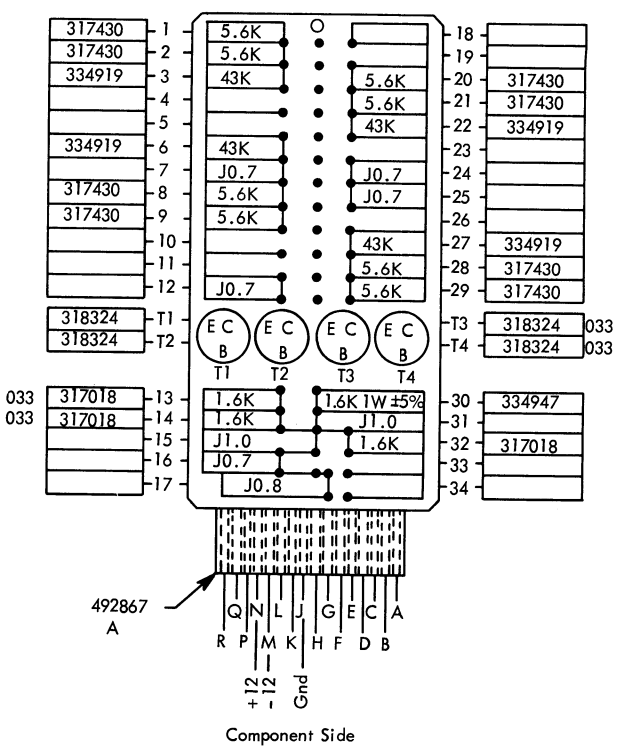 317430 1 5.6K 18
317430 2 5.6K 19
334919 3 43K 5.6K 20 317430
4 5.6K 21 317430
5 43K 22 334919
334919 6 43K 23
7 J0.7 J0.7 24
317430 8 5.6K J0.7 25
317430 9 5.6K 26
10 43K 27 334919
11 5.6K 28 317430
12 J0.7 5.6K 29 317430
318324 T1 E C B E C B E C B E C B T3 318324 033
318324 T2 T4 318324 033
T1 T2 T3 T4
033 317018 13 1.6K 1.6K 1W ±5% 30 334947
033 317018 14 1.6K J1.0 31
15 J1.0 1.6K 32 317018
16 J0.7 33
17 J0.8 34
492867
A
Q N L J G E C A
R P M K H F D B
+12 -12 Gnd
Component Side